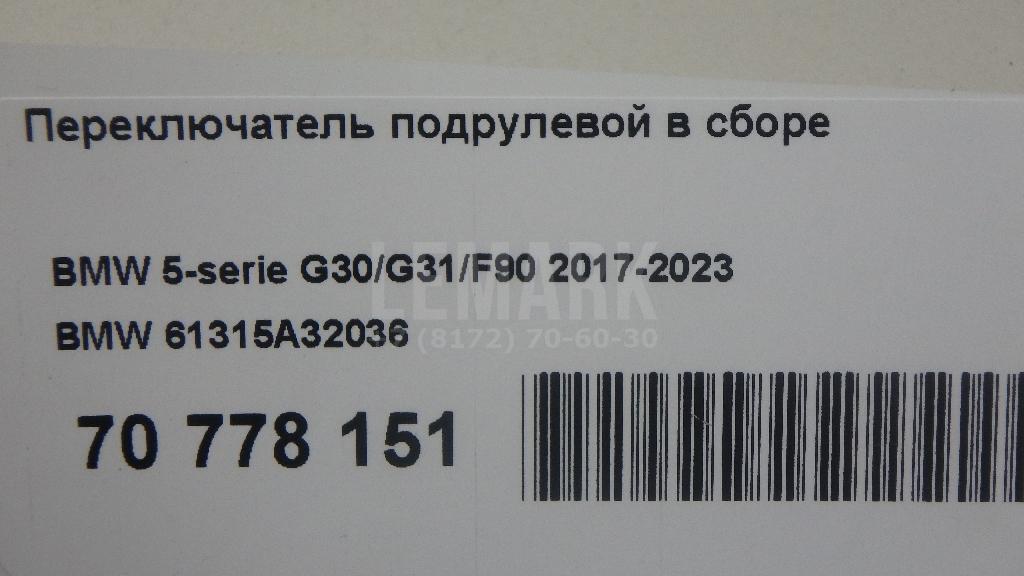 Переключатель подрулевой в сборе
BMW 5-serie G30/G31/F90 2017-2023
LEMARK
BMW 61315A32036
(8172) 70-60-30
70 778 151